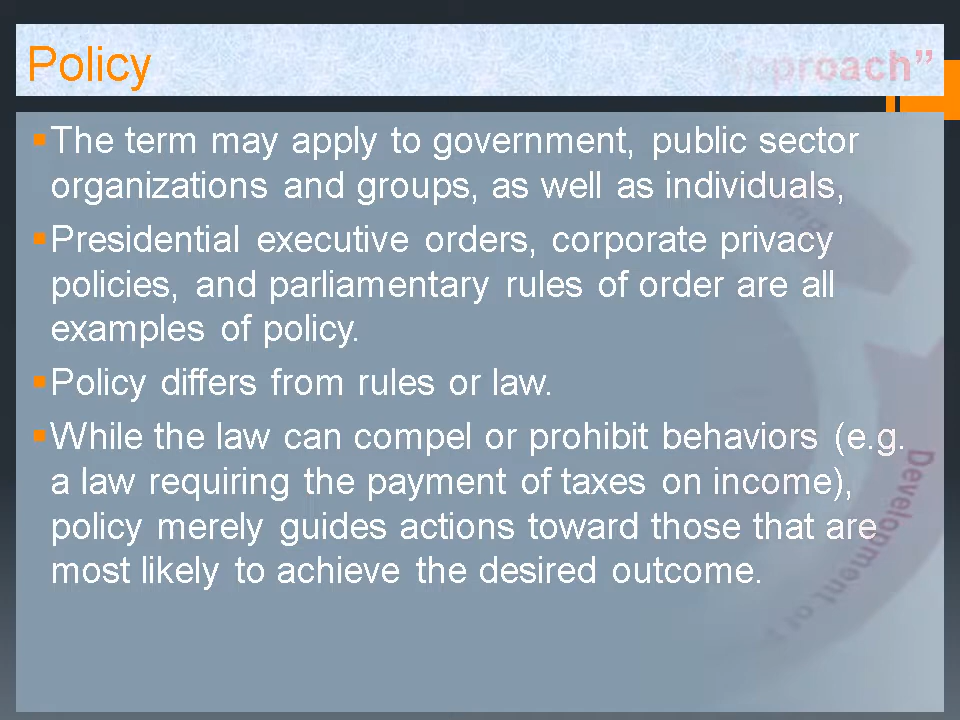 Policy
pproach”
▪The term may apply to government, public sector
organizations and groups, as well as individuals,
▪Presidential executive orders, corporate privacy
policies, and parliamentary rules of order are all
examples of policy.
▪Policy differs from rules or law.
▪While the law can compel or prohibit behaviors (e.g.
a law requiring the payment of taxes on income),
policy merely guides actions toward those that are
most likely to achieve the desired outcome.
Development of